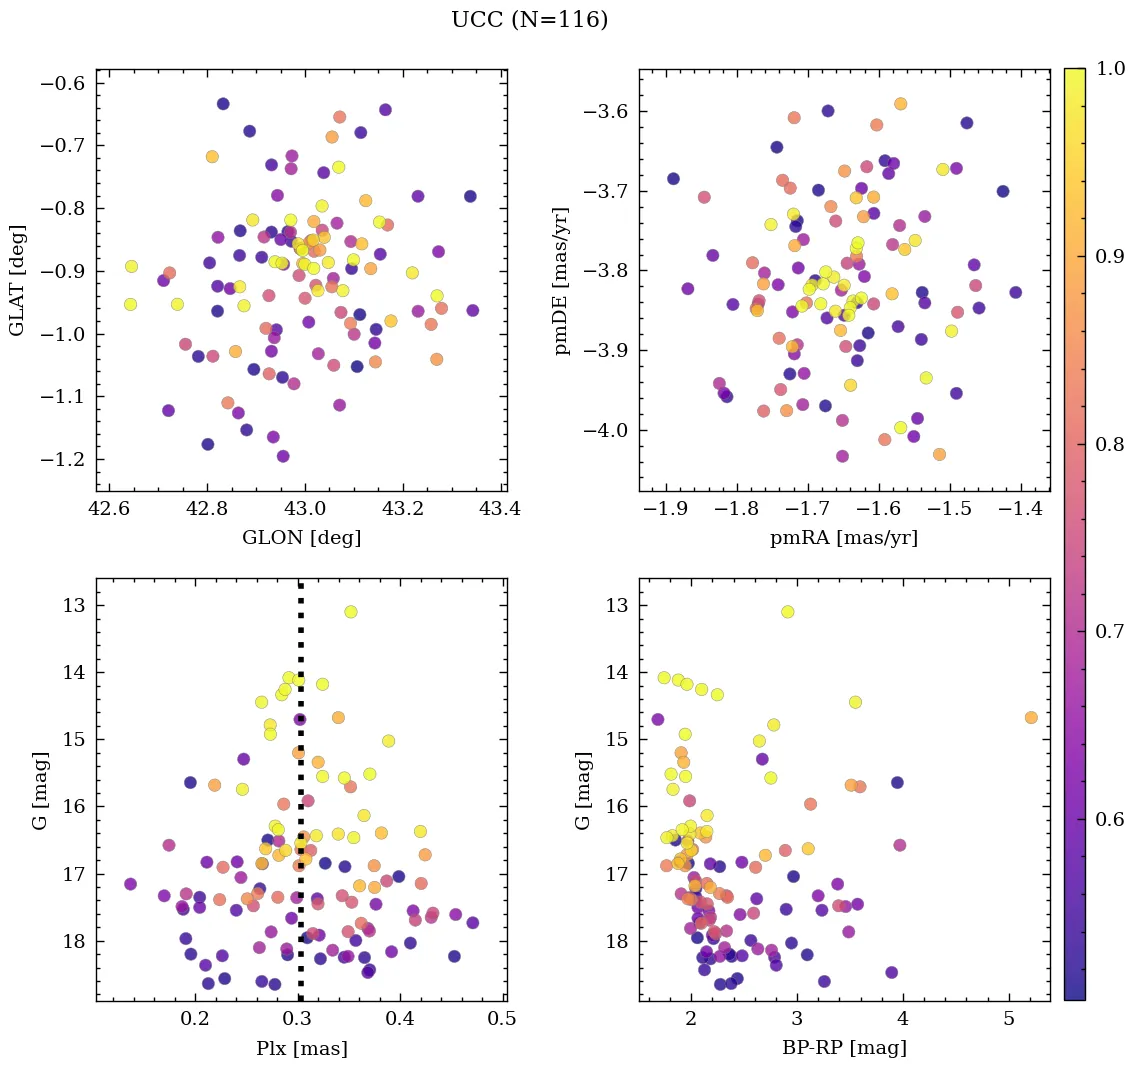 UCC (N=116)
−0.6
−0.7
−0.8
−0.9
−1.0
−1.1
−1.2
GLAT [deg]
42.6 42.8 43.0 43.2 43.4
GLON [deg]
−3.6
−3.7
−3.8
−3.9
−4.0
pmDE [mas/yr]
−1.9 −1.8 −1.7 −1.6 −1.5 −1.4
pmRA [mas/yr]
1.0
0.9
0.8
0.7
0.6
13
14
15
16
17
18
G [mag]
0.2 0.3 0.4 0.5
Plx [mas]
13
14
15
16
17
18
G [mag]
2 3 4 5
BP-RP [mag]